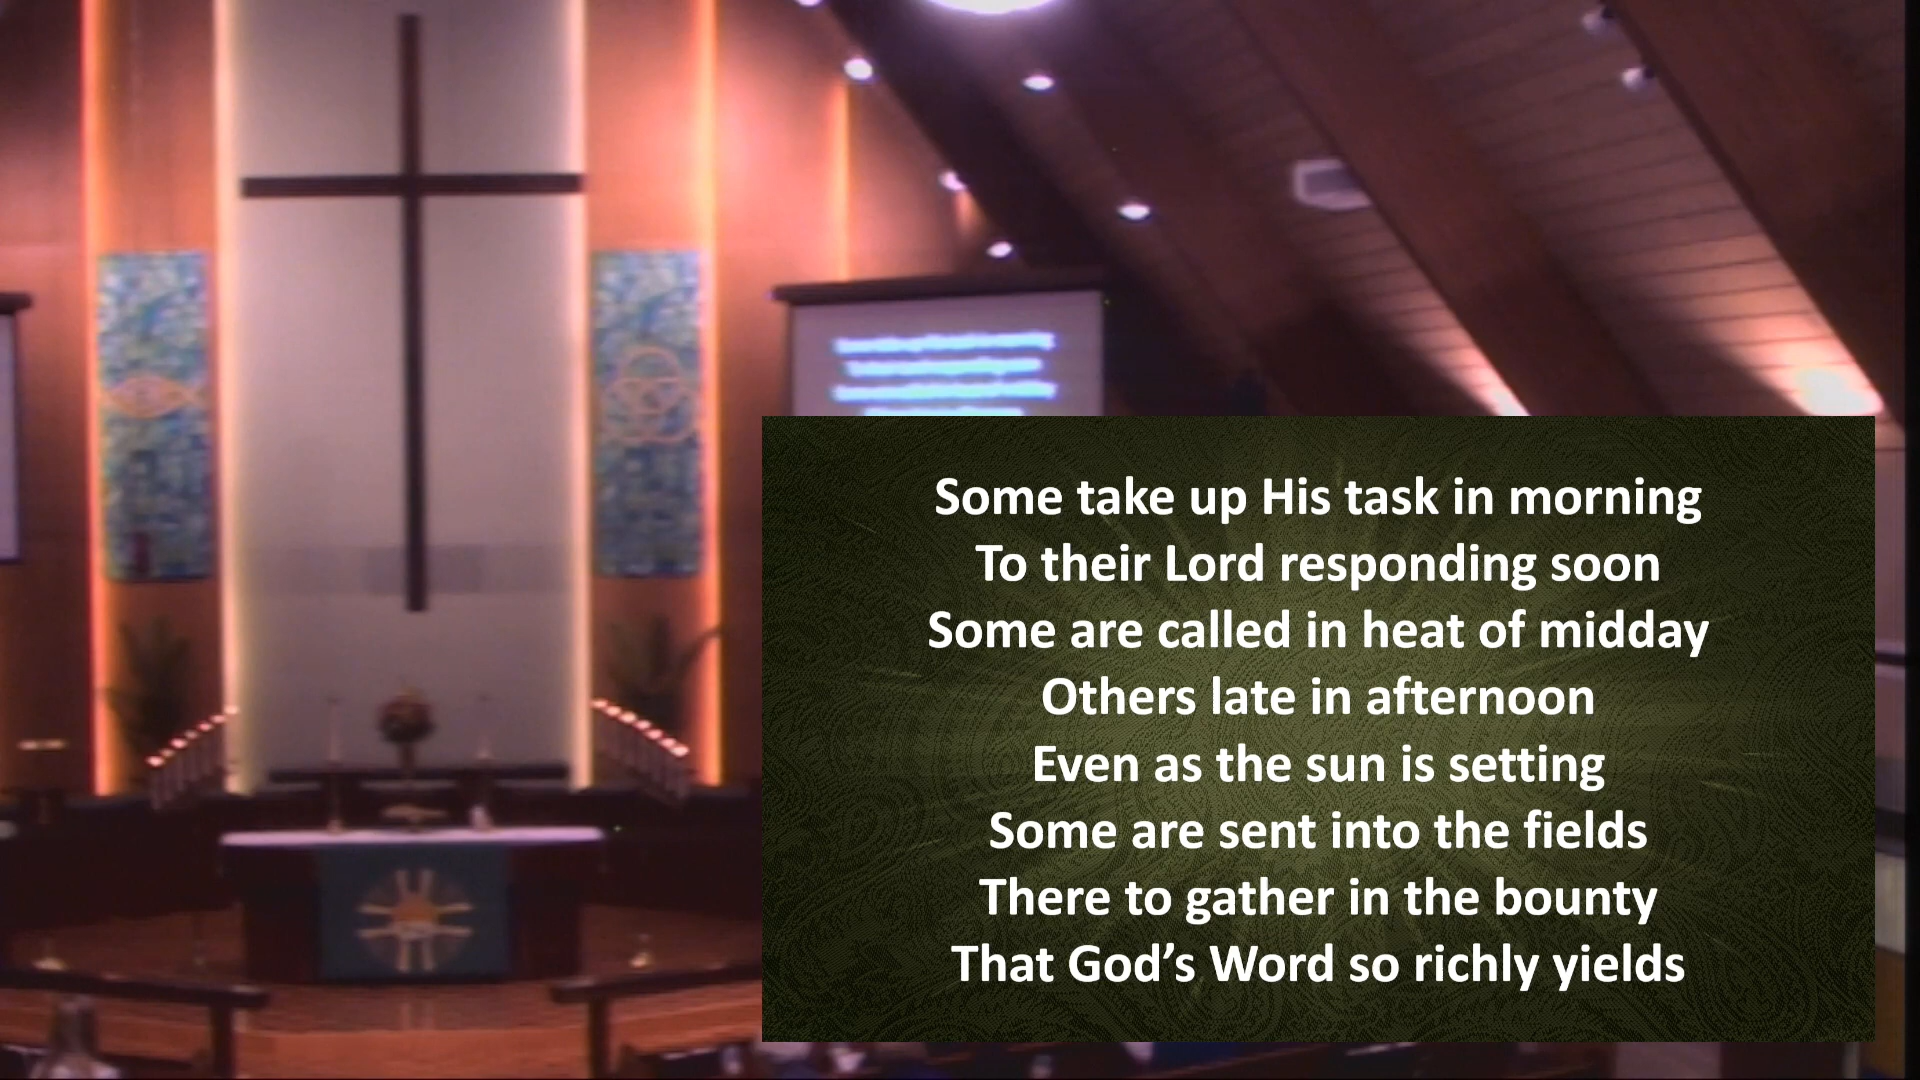 Some take up His task in morning
To their Lord responding soon
Some are called in heat of midday
Others late in afternoon
Even as the sun is setting
Some are sent into the fields
There to gather in the bounty
That God’s Word so richly yields